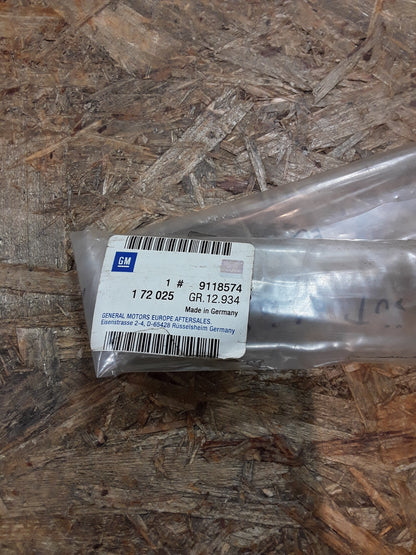 GM
1 # 9118574
1 72 025 GR.12.934
Made in Germany
GENERAL MOTORS EUROPE AFTERSALES
Eisenstrasse 2-4, D-65428 Rüsselsheim Germany